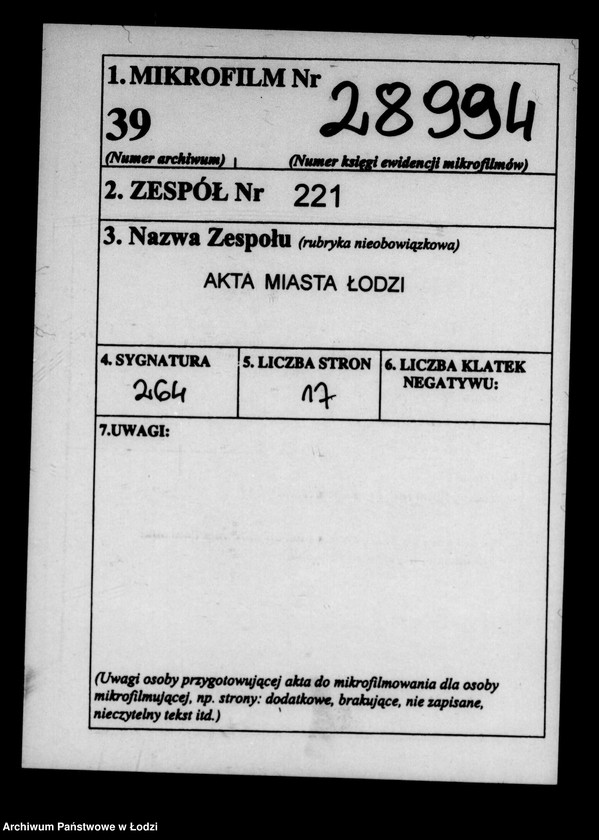 1. MIKROFILM Nr 28994
39
(Numer archiwum) (Numer księgi ewidencji mikrofilmów)
2. ZESPÓŁ Nr 221
3. Nazwa Zespołu (rubryka nieobowiązkowa)
AKTA MIASTA ŁODZI
4. SYGNATURA
264
5. LICZBA STRON
17
6. LICZBA KLATEK
NEGATYWU:
7.UWAGI:
(Uwagi osoby przygotowującej akta do mikrofilmowania dla osoby
mikrofilmującej, np. strony: dodatkowe, brakujące, nie zapisane,
nieczytelny tekst itd.)
Archiwum Państwowe w Łodzi